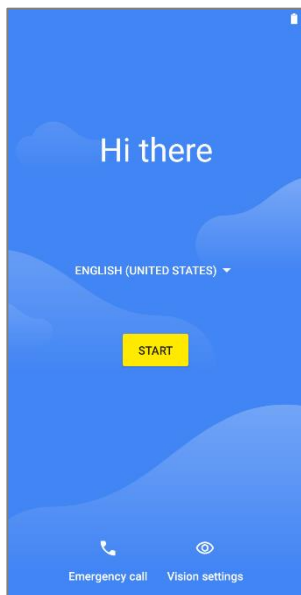 Hi there
ENGLISH (UNITED STATES)
START
Emergency call Vision settings